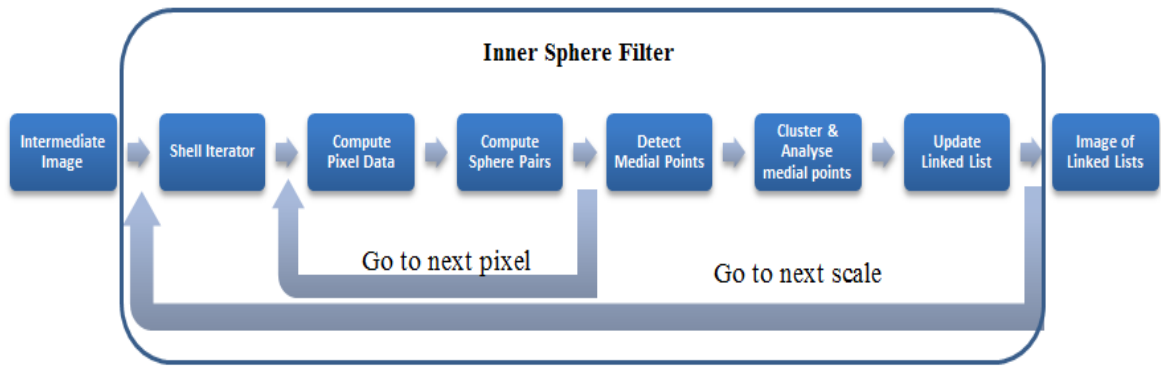 Inner Sphere Filter
Intermediate
Image
Shell Iterator
Compute
Pixel Data
Compute
Sphere Pairs
Detect
Medial Points
Cluster &
Analyse
medial points
Update
Linked List
Image of
Linked Lists
Go to next pixel
Go to next scale